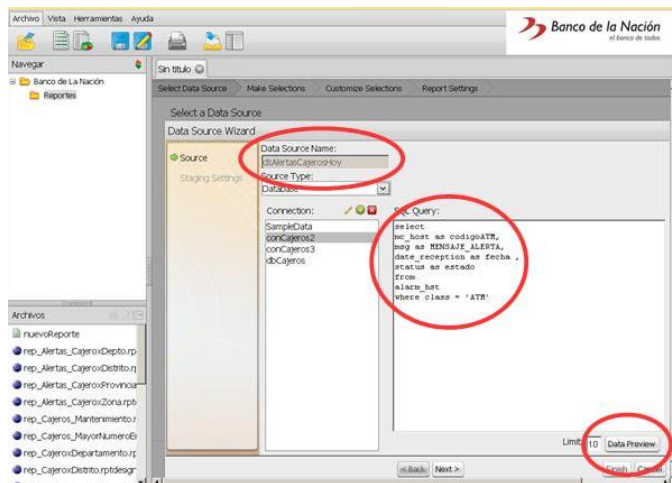 Archivo Vista Herramientas Ayuda
Banco de la Nación
el banco de todos
Navegar
Banco de La Nación
Reportes
Sin titulo
Select Data Source
Make Selections
Customize Selections
Report Settings
Select a Data Source
Data Source Wizard
Source
Staging Settings
Data Source Name:
dsAlertasCajerosHoy
Source Type:
Database
Connection:
SampleData
conCajeros2
conCajeros3
dbCajeros
SQL Query:
select
mc_host as codigoATM,
msg as MENSAJE_ALERTA,
date_reception as fecha ,
status as estado
from
alarm_hst
where class = 'ATM'
Archivos
nuevoReporte
rep_Alertas_CajeroxDepto.rp
rep_Alertas_CajeroxDistrito.r
rep_Alertas_CajeroxProvincia
rep_Alertas_CajeroxZona.rpt
rep_Cajeros_Mantenimiento.r
rep_Cajeros_MayorNumeroE
rep_CajeroxDepartamento.rp
rep_CajeroxDistrito.rptdesign
Limit: 10 Data Preview
< Back Next > Finish Cancel